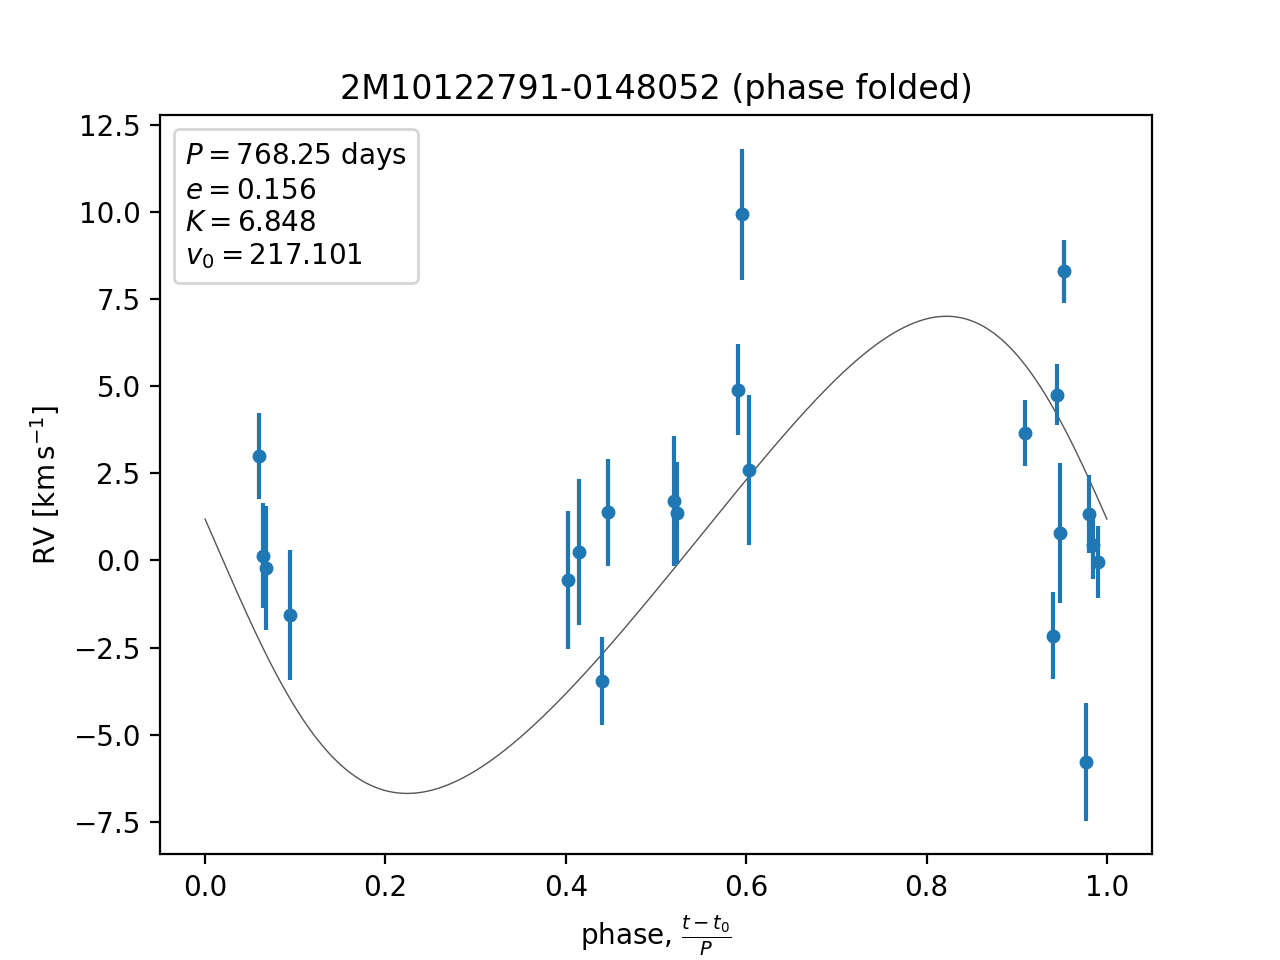 2M10122791-0148052 (phase folded)
P = 768.25 days
e = 0.156
K = 6.848
v₀ = 217.101
12.5
10.0
7.5
5.0
2.5
0.0
−2.5
−5.0
−7.5
RV [km s⁻¹]
0.0 0.2 0.4 0.6 0.8 1.0
phase, (t − t₀)/P